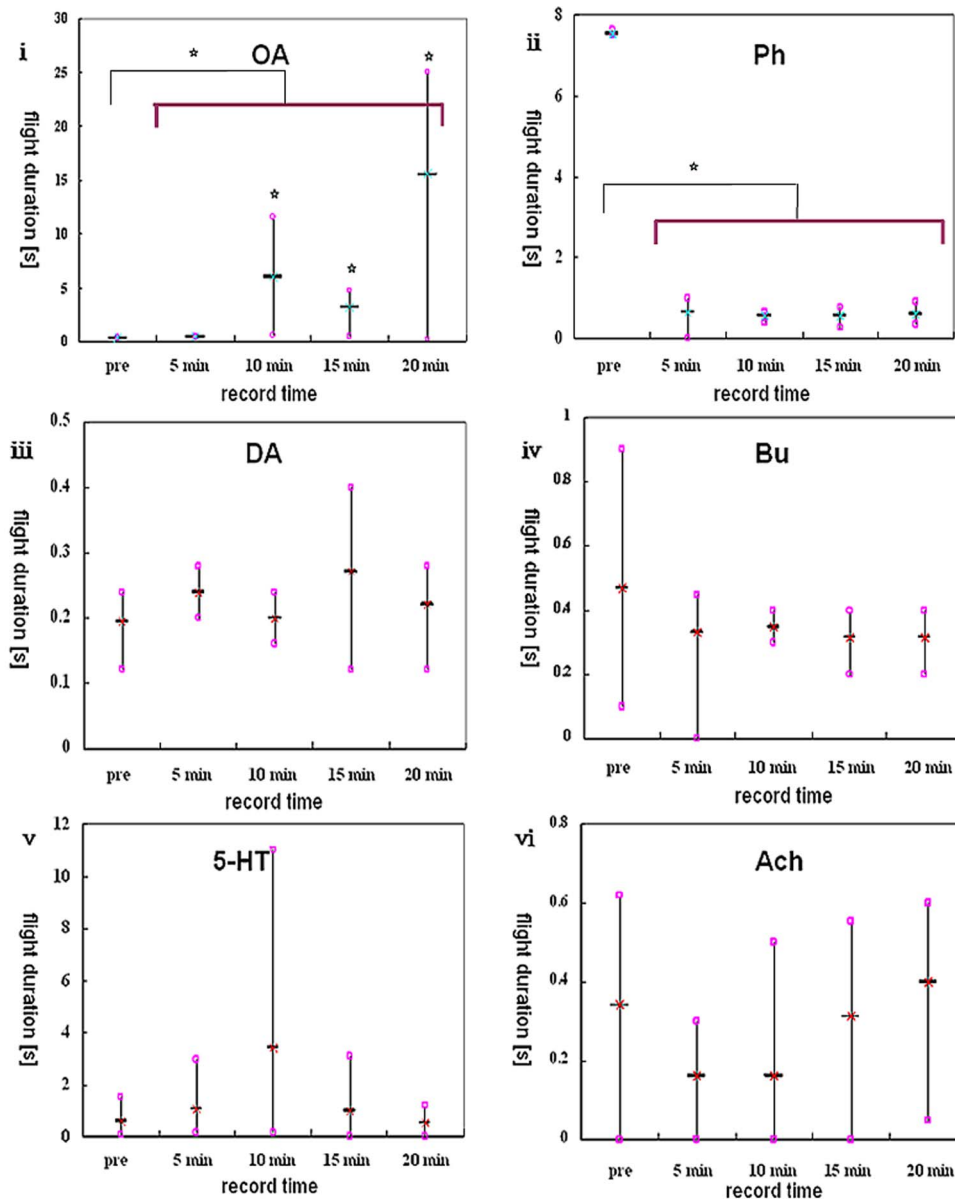 i
OA
flight duration [s]
30
25
20
15
10
5
0
pre 5 min 10 min 15 min 20 min
record time
ii
Ph
flight duration [s]
8
6
4
2
0
pre 5 min 10 min 15 min 20 min
record time
iii
DA
flight duration [s]
0.5
0.4
0.3
0.2
0.1
0
pre 5 min 10 min 15 min 20 min
record time
iv
Bu
flight duration [s]
1
0.8
0.6
0.4
0.2
0
pre 5 min 10 min 15 min 20 min
record time
v
5-HT
flight duration [s]
12
10
8
6
4
2
0
pre 5 min 10 min 15 min 20 min
record time
vi
Ach
flight duration [s]
0.8
0.6
0.4
0.2
0
pre 5 min 10 min 15 min 20 min
record time